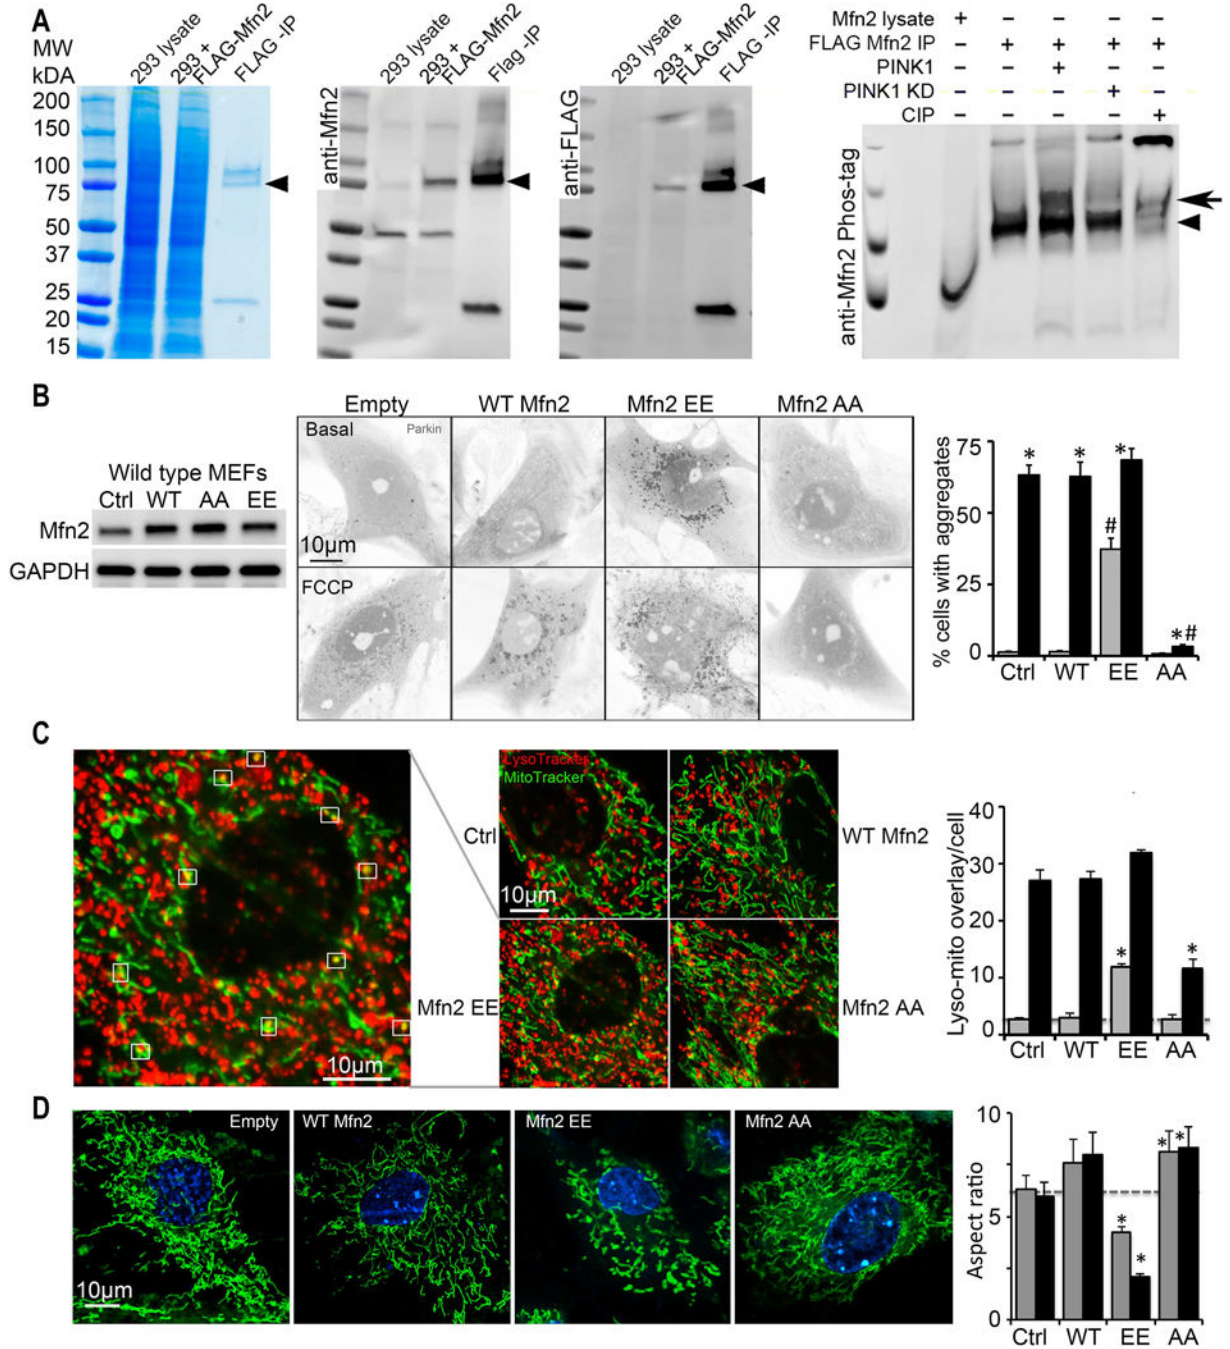 A
MW
kDA
200
150
100
75
50
37
25
20
15
293 lysate
293 +
FLAG-Mfn2
FLAG -IP
anti-Mfn2
293 lysate
293 +
FLAG-Mfn2
Flag -IP
anti-FLAG
293 lysate
293 +
FLAG-Mfn2
FLAG -IP
Mfn2 lysate + – – – –
FLAG Mfn2 IP – + + + +
PINK1 – – + – –
PINK1 KD – – – + –
CIP – – – – +
anti-Mfn2 Phos-tag
B
Wild type MEFs
Ctrl WT AA EE
Mfn2
GAPDH
Empty WT Mfn2 Mfn2 EE Mfn2 AA
Basal
Parkin
10µm
FCCP
% cells with aggregates
75
50
25
0
* * * # *#
Ctrl WT EE AA
C
10µm
LysoTracker
MitoTracker
Ctrl
WT Mfn2
10µm
Mfn2 EE
Mfn2 AA
Lyso-mito overlay/cell
40
30
20
10
0
* *
Ctrl WT EE AA
D
Empty
WT Mfn2
Mfn2 EE
Mfn2 AA
10µm
Aspect ratio
10
5
0
* * * *
Ctrl WT EE AA